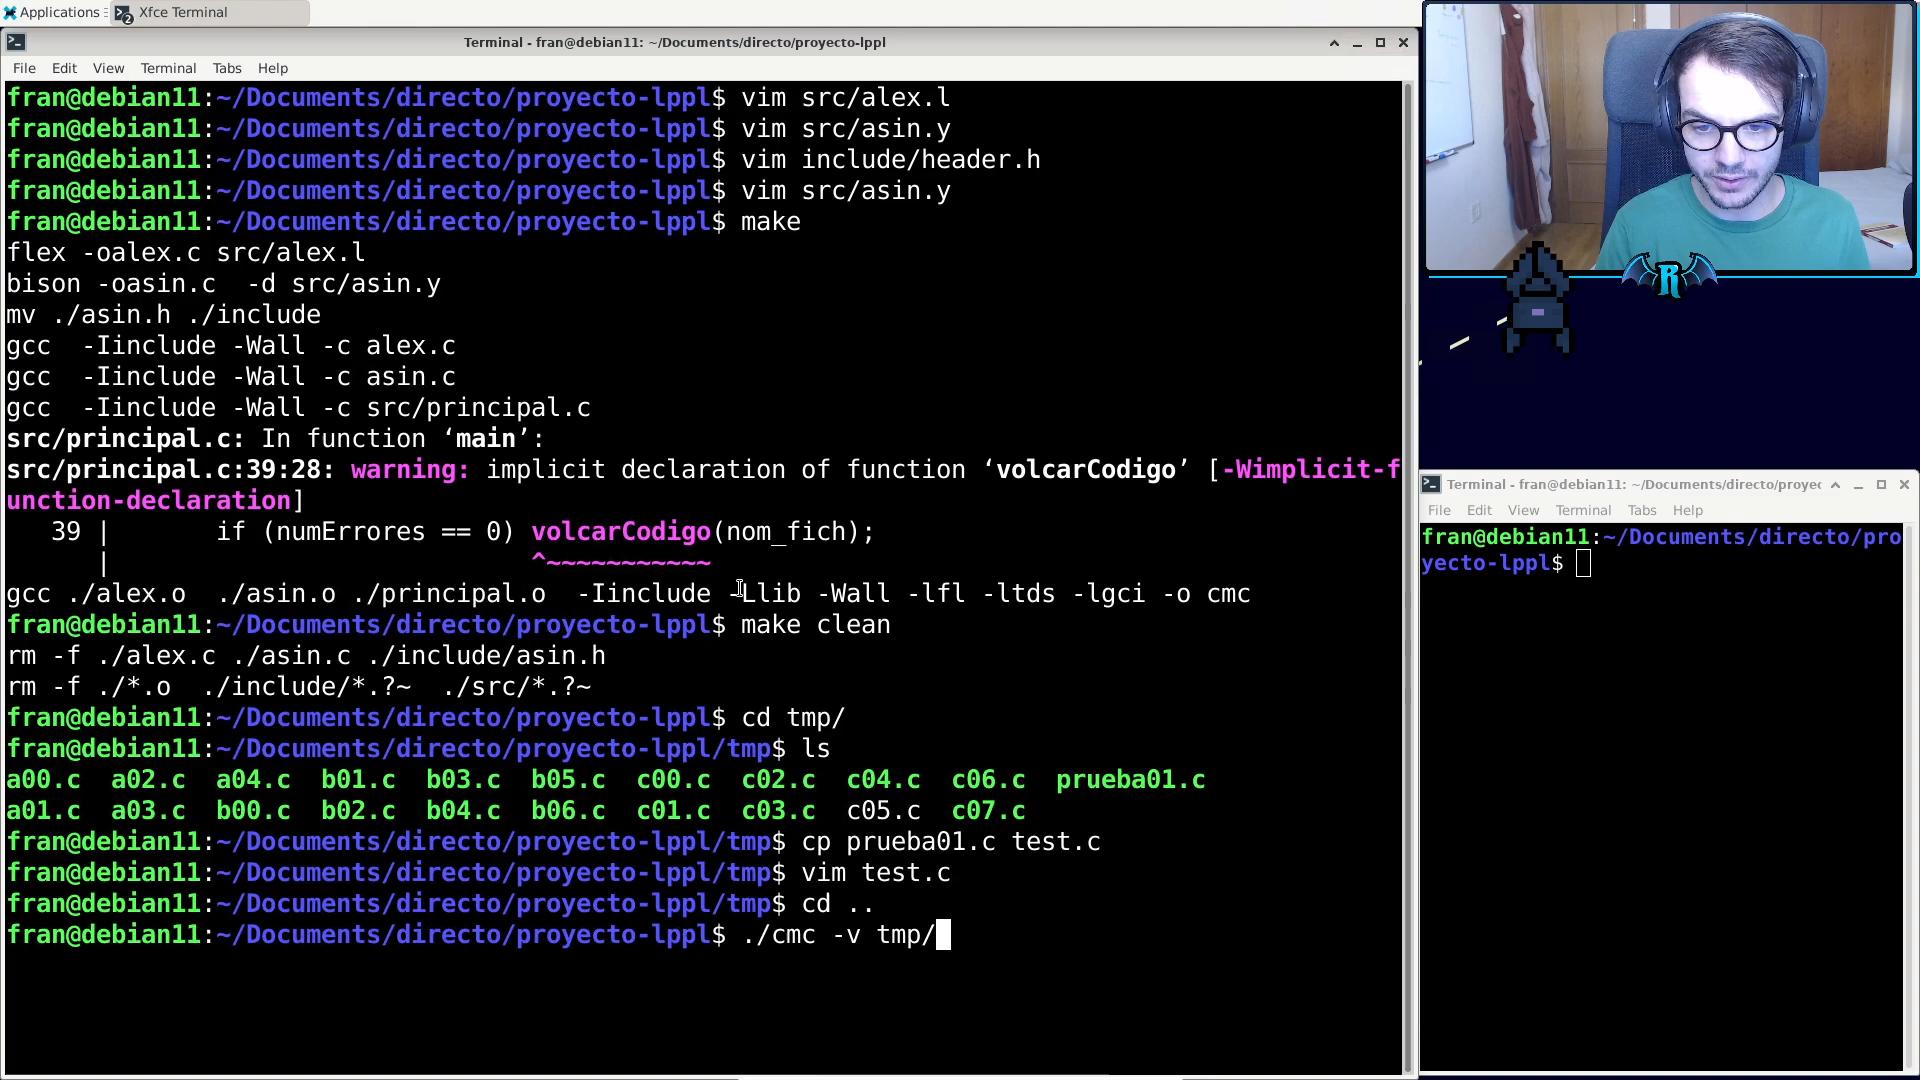 Applications
Xfce Terminal
2
Terminal - fran@debian11: ~/Documents/directo/proyecto-lppl
File Edit View Terminal Tabs Help
fran@debian11:~/Documents/directo/proyecto-lppl$ vim src/alex.l
fran@debian11:~/Documents/directo/proyecto-lppl$ vim src/asin.y
fran@debian11:~/Documents/directo/proyecto-lppl$ vim include/header.h
fran@debian11:~/Documents/directo/proyecto-lppl$ vim src/asin.y
fran@debian11:~/Documents/directo/proyecto-lppl$ make
flex -oalex.c src/alex.l
bison -oasin.c  -d src/asin.y
mv ./asin.h ./include
gcc  -Iinclude -Wall -c alex.c
gcc  -Iinclude -Wall -c asin.c
gcc  -Iinclude -Wall -c src/principal.c
src/principal.c: In function ‘main’:
src/principal.c:39:28: warning: implicit declaration of function ‘volcarCodigo’ [-Wimplicit-f
unction-declaration]
   39 |       if (numErrores == 0) volcarCodigo(nom_fich);
      |                            ^~~~~~~~~~~~
gcc ./alex.o  ./asin.o ./principal.o  -Iinclude -Llib -Wall -lfl -ltds -lgci -o cmc
fran@debian11:~/Documents/directo/proyecto-lppl$ make clean
rm -f ./alex.c ./asin.c ./include/asin.h
rm -f ./*.o  ./include/*.?~  ./src/*.?~
fran@debian11:~/Documents/directo/proyecto-lppl$ cd tmp/
fran@debian11:~/Documents/directo/proyecto-lppl/tmp$ ls
a00.c  a02.c  a04.c  b01.c  b03.c  b05.c  c00.c  c02.c  c04.c  c06.c  prueba01.c
a01.c  a03.c  b00.c  b02.c  b04.c  b06.c  c01.c  c03.c  c05.c  c07.c
fran@debian11:~/Documents/directo/proyecto-lppl/tmp$ cp prueba01.c test.c
fran@debian11:~/Documents/directo/proyecto-lppl/tmp$ vim test.c
fran@debian11:~/Documents/directo/proyecto-lppl/tmp$ cd ..
fran@debian11:~/Documents/directo/proyecto-lppl$ ./cmc -v tmp/
R
Terminal - fran@debian11: ~/Documents/directo/proyec
File Edit View Terminal Tabs Help
fran@debian11:~/Documents/directo/pro
yecto-lppl$